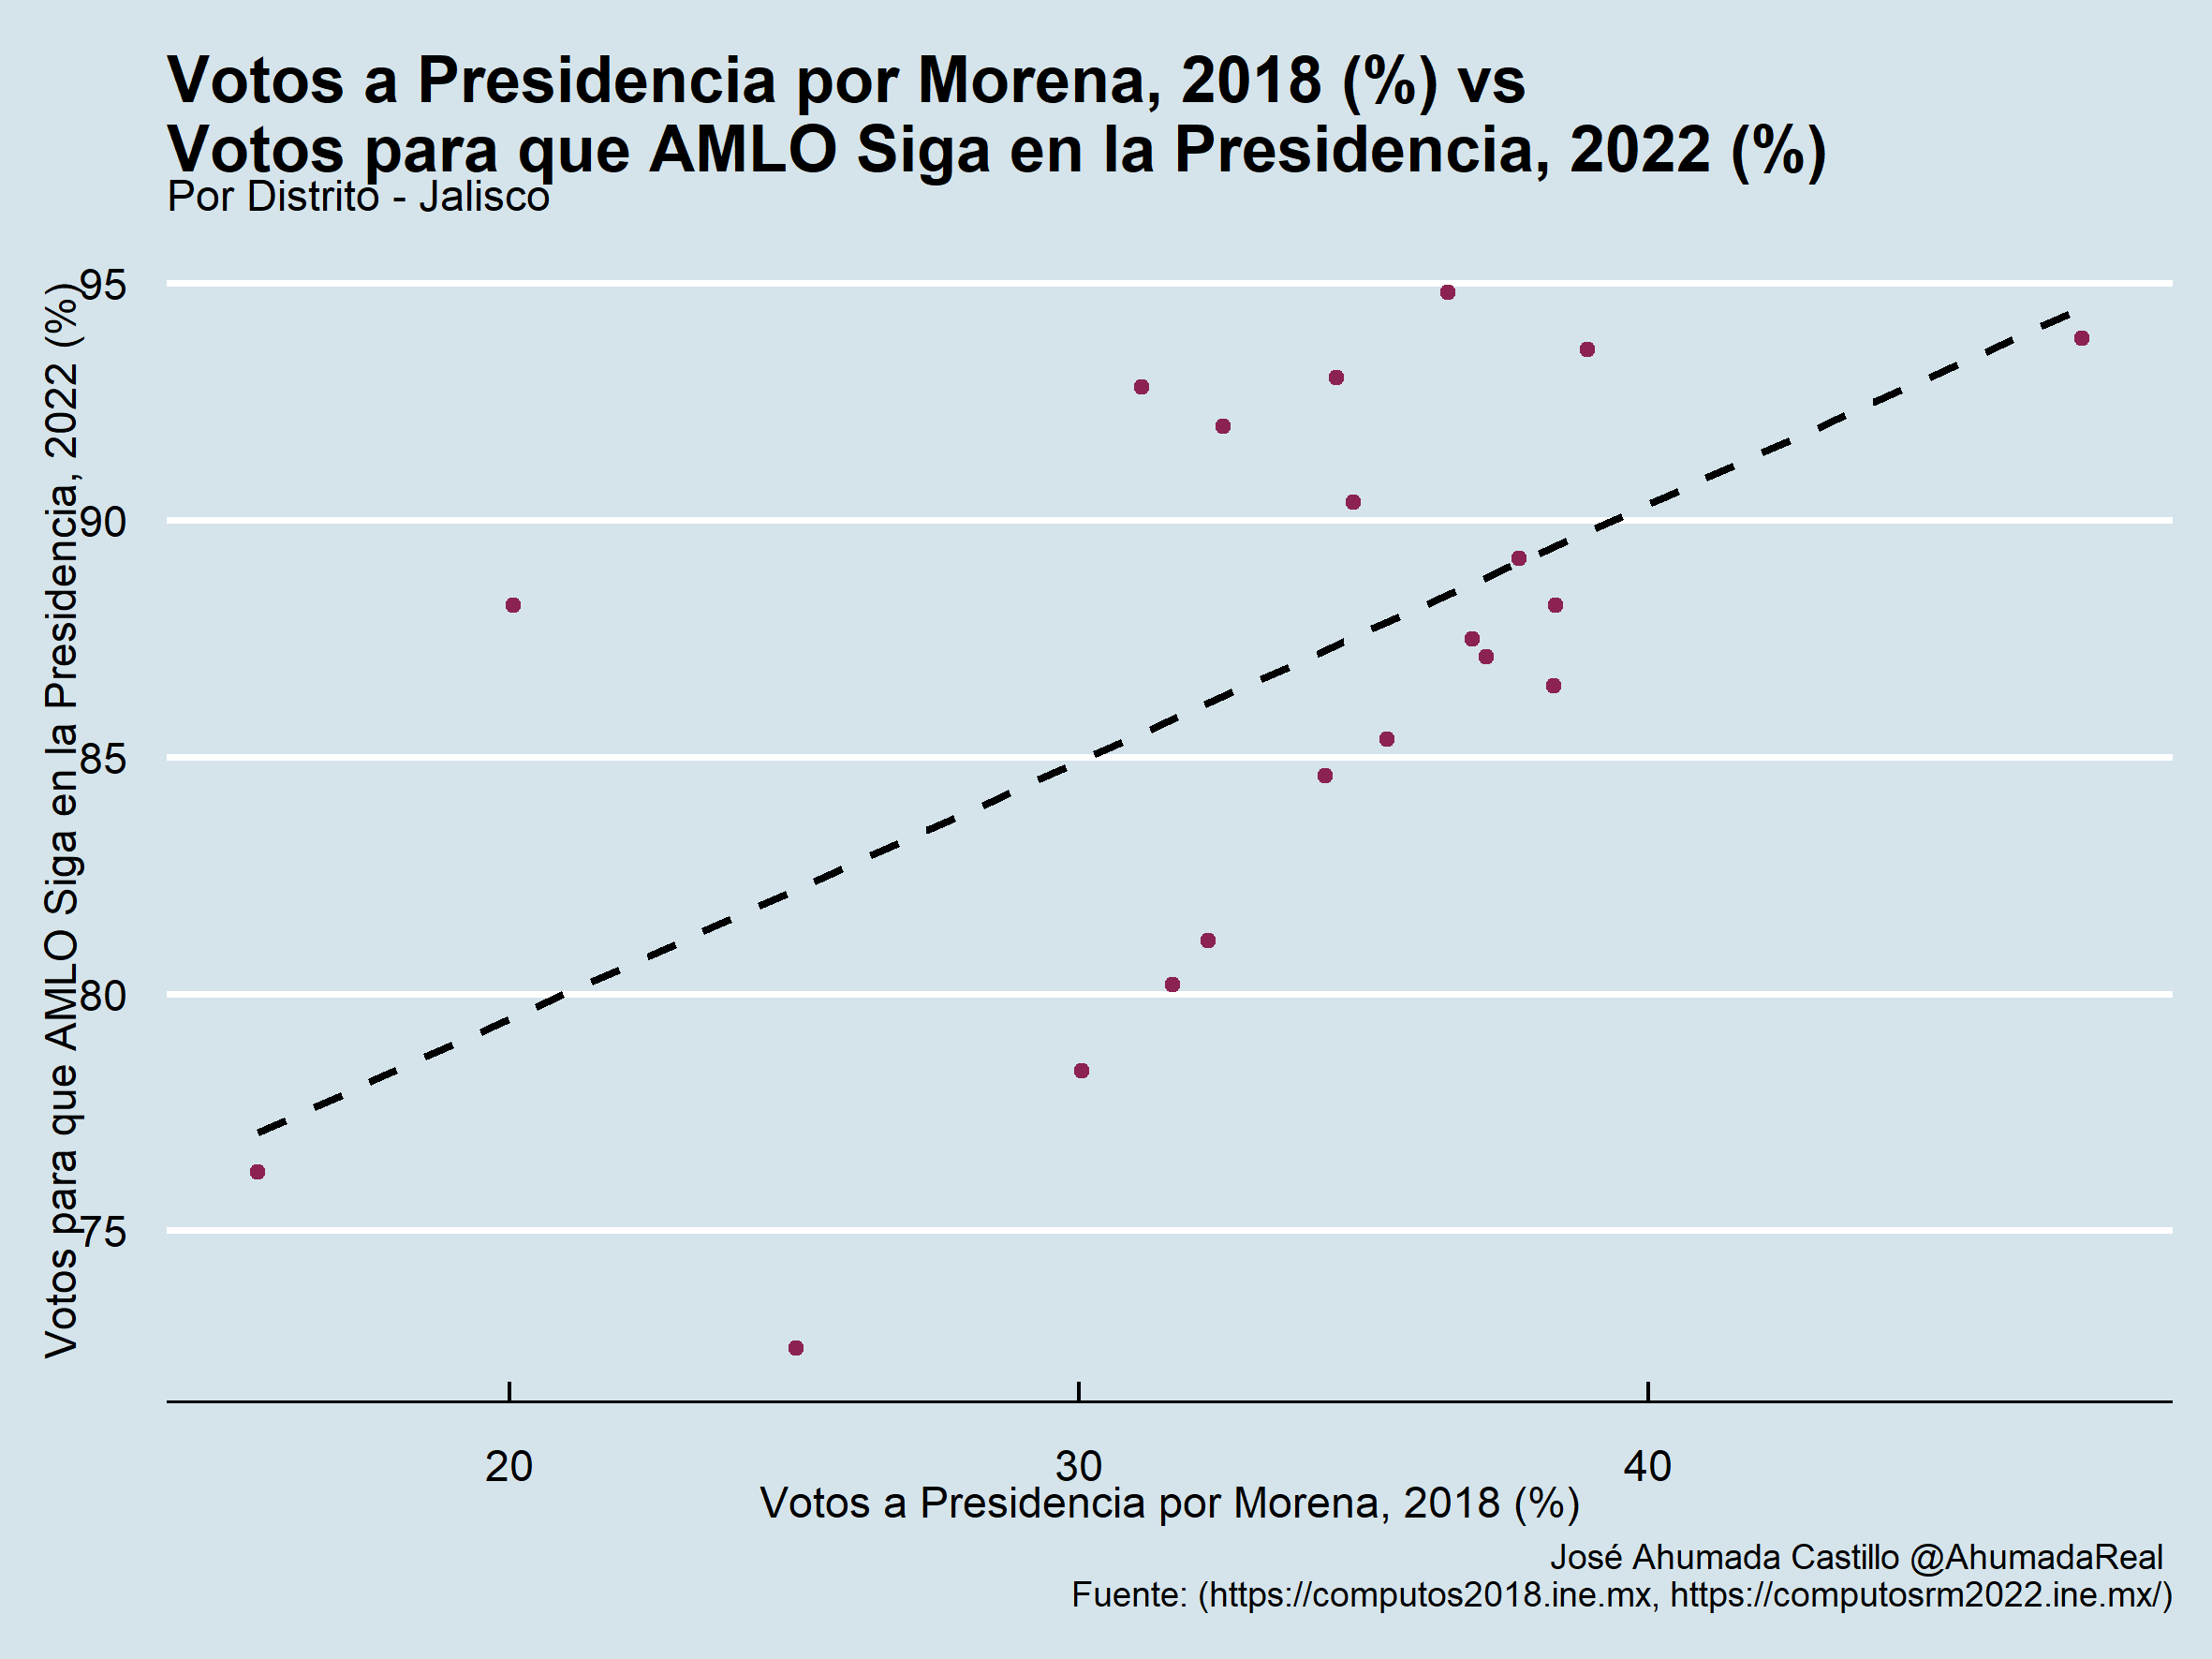 Votos a Presidencia por Morena, 2018 (%) vs
Votos para que AMLO Siga en la Presidencia, 2022 (%)
Por Distrito - Jalisco
Votos para que AMLO Siga en la Presidencia, 2022 (%)
95
90
85
80
75
20
30
40
Votos a Presidencia por Morena, 2018 (%)
José Ahumada Castillo @AhumadaReal
Fuente: (https://computos2018.ine.mx, https://computosrm2022.ine.mx/)